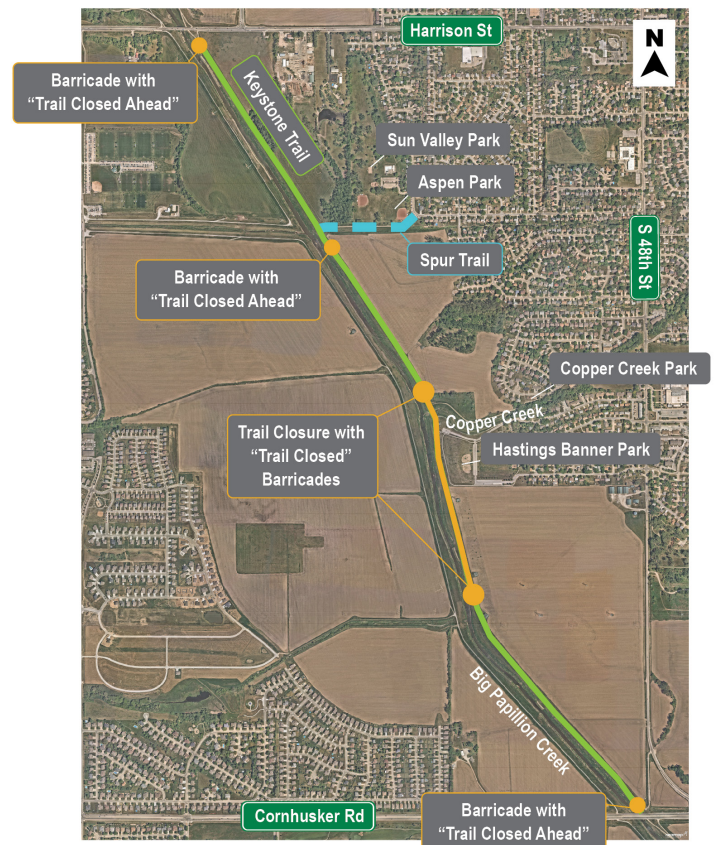 Harrison St
N
Barricade with
“Trail Closed Ahead”
Keystone Trail
Sun Valley Park
Aspen Park
Spur Trail
S 48th St
Barricade with
“Trail Closed Ahead”
Copper Creek Park
Copper Creek
Trail Closure with
“Trail Closed”
Barricades
Hastings Banner Park
Big Papillion Creek
Cornhusker Rd
Barricade with
“Trail Closed Ahead”